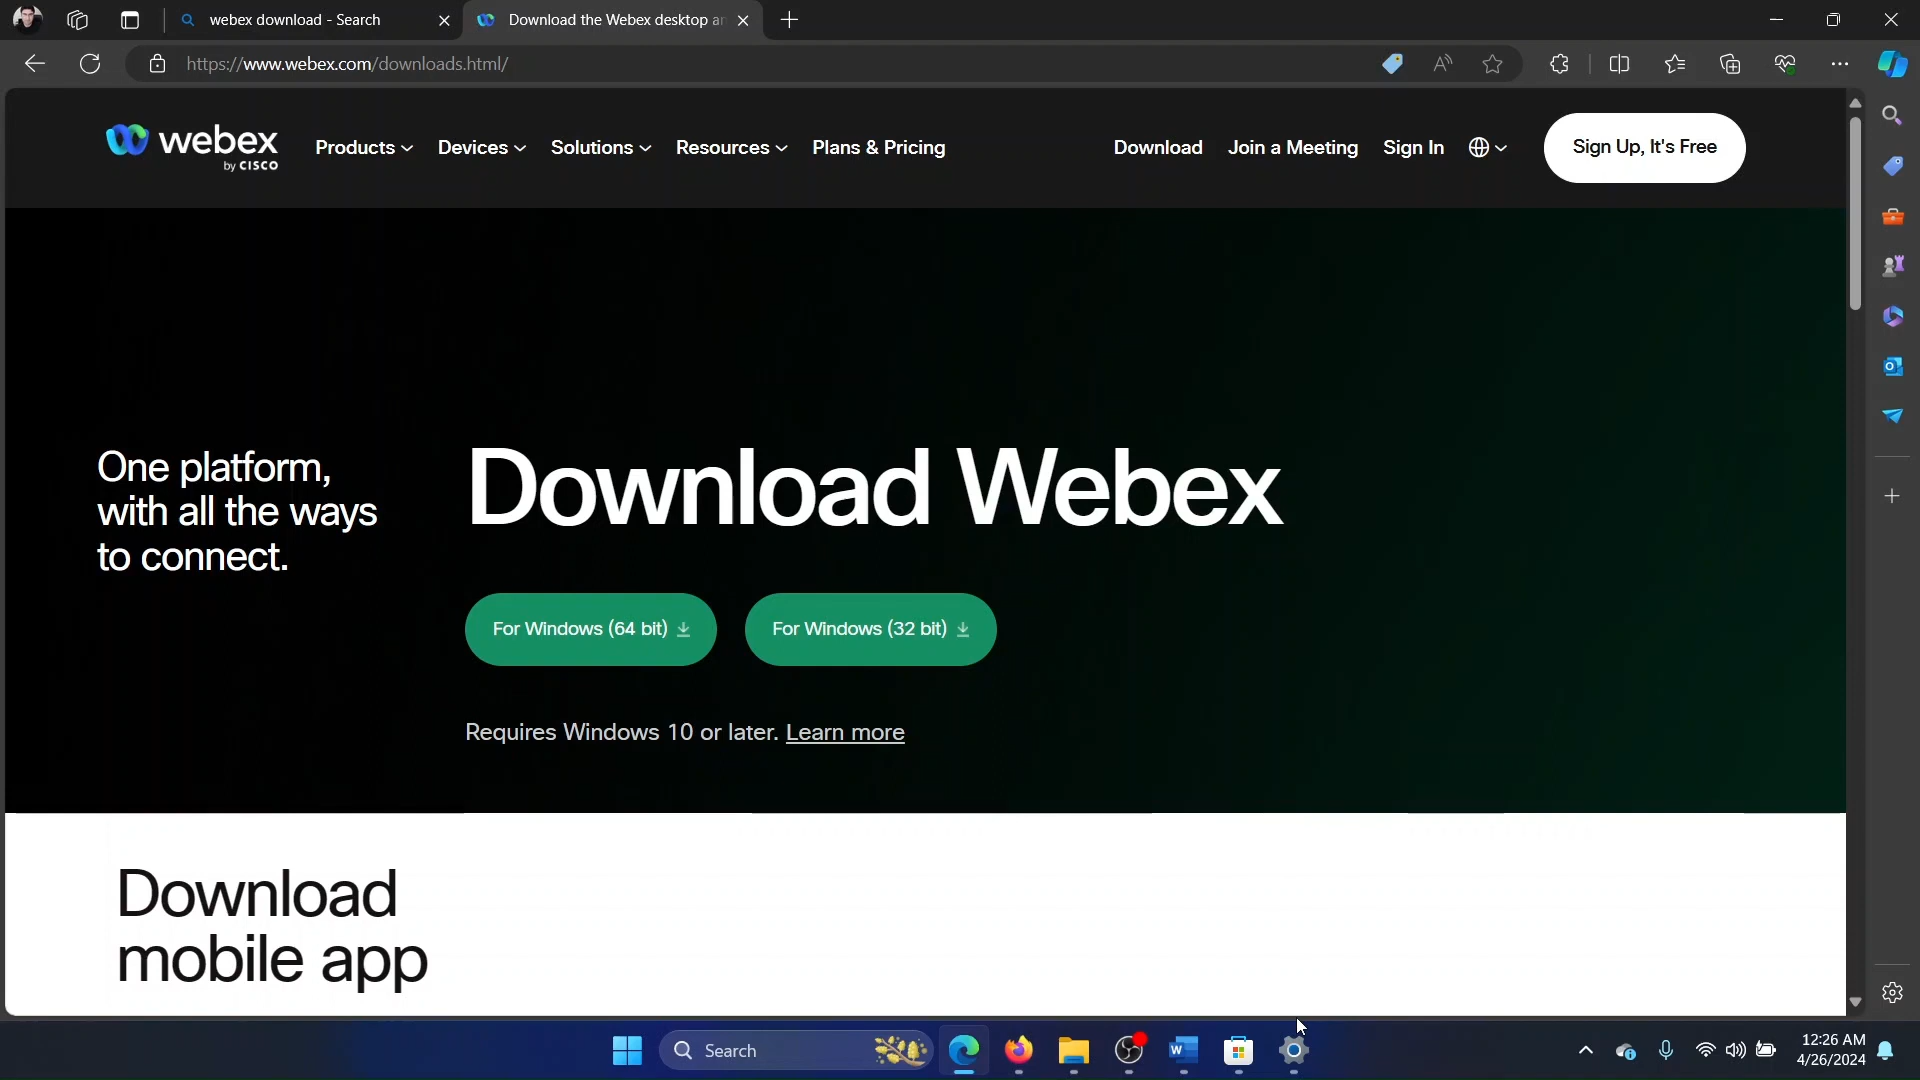 webex download - Search
Download the Webex desktop ar
https://www.webex.com/downloads.html/
webex
by CISCO
Products
Devices
Solutions
Resources
Plans & Pricing
Download
Join a Meeting
Sign In
Sign Up, It's Free
One platform,
with all the ways
to connect.
Download Webex
For Windows (64 bit)
For Windows (32 bit)
Requires Windows 10 or later. Learn more
Download
mobile app
Search
12:26 AM
4/26/2024